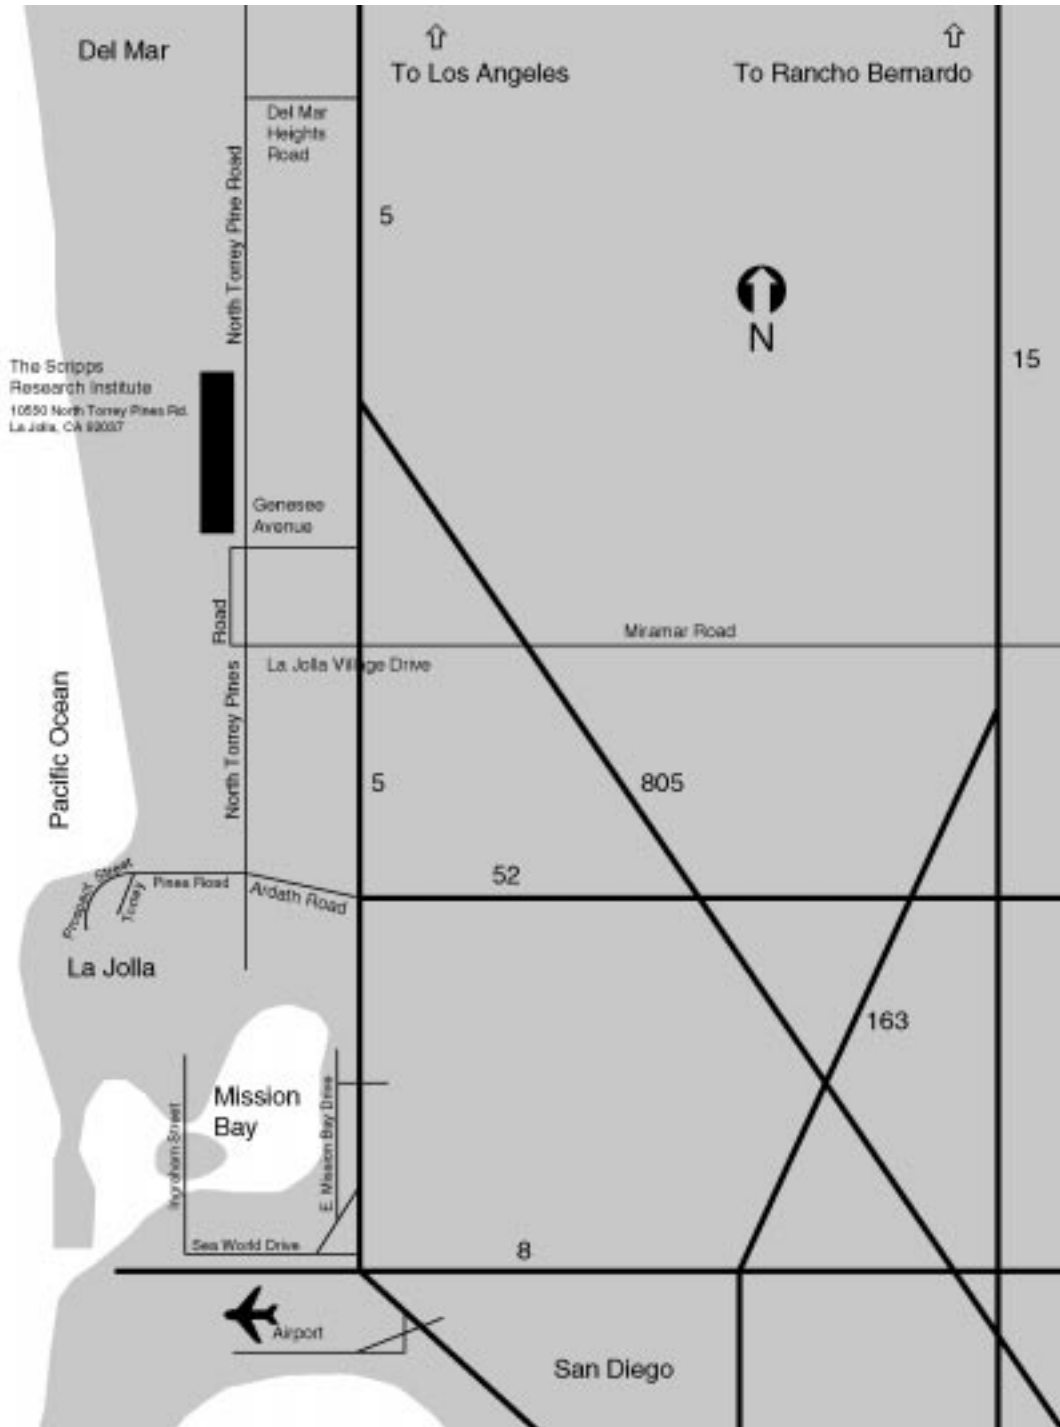 Del Mar
To Los Angeles
To Rancho Bernardo
Del Mar
Heights
Road
North Torrey Pine Road
5
N
15
The Scripps
Research Institute
10550 North Torrey Pines Rd.
La Jolla, CA 92037
Genesee
Avenue
Road
Miramar Road
La Jolla Village Drive
North Torrey Pines
Pacific Ocean
5
805
52
Prospect Street
Torrey
Pines Road
Ardath Road
La Jolla
163
Mission
Bay
Ingraham Street
E. Mission Bay Drive
Sea World Drive
8
Airport
San Diego